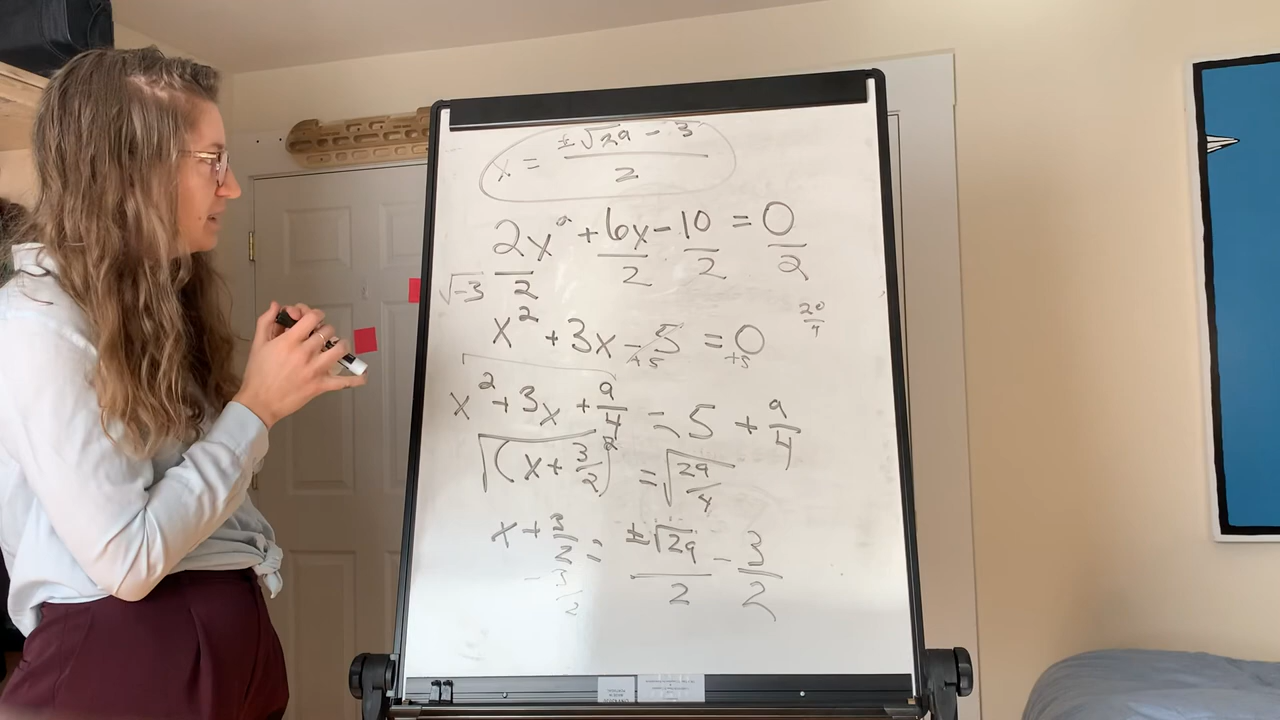 x = (±√29 - 3)/2
2x²/2 + 6x/2 - 10/2 = 0/2
√-3
x² + 3x - 5 = 0
+5 +5
20/4
x² + 3x + 9/4 = 5 + 9/4
√(x + 3/2)² = √29/4
x + 3/2 = ±√29/2 - 3/2
- 3/2